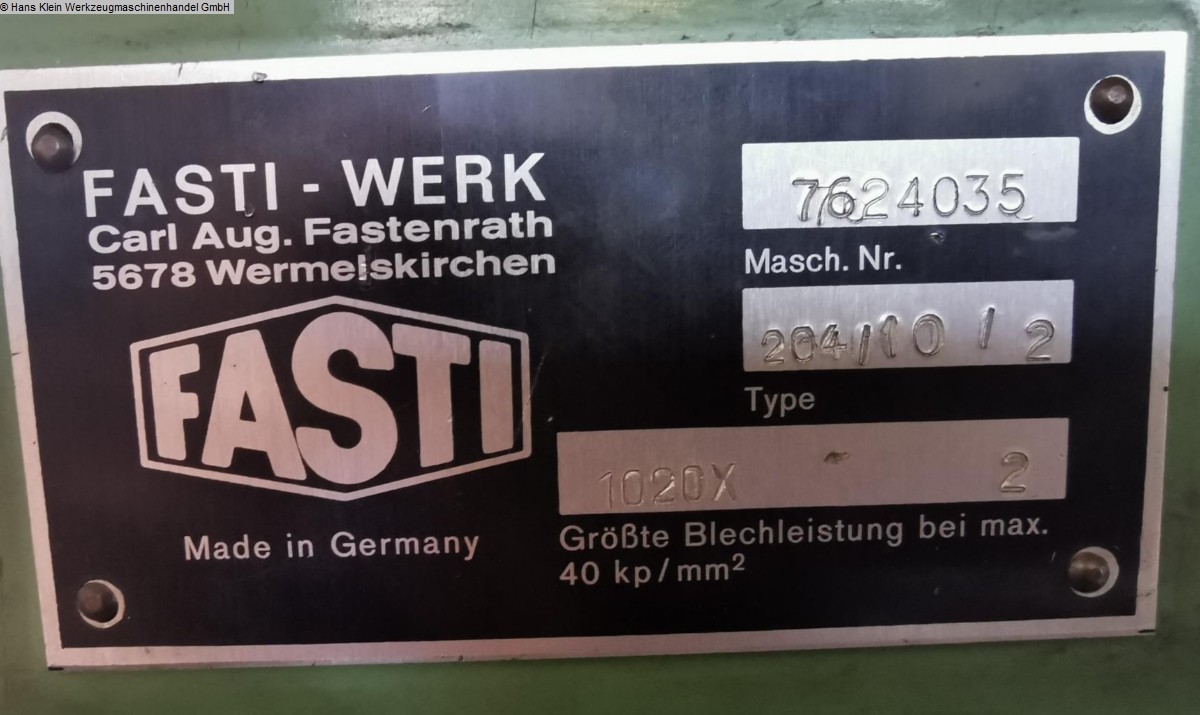 © Hans Klein Werkzeugmaschinenhandel GmbH
FASTI - WERK
Carl Aug. Fastenrath
5678 Wermelskirchen
FASTI
Made in Germany
7624035
Masch. Nr.
204/10 / 2
Type
1020X 2
Größte Blechleistung bei max.
40 kp/mm²